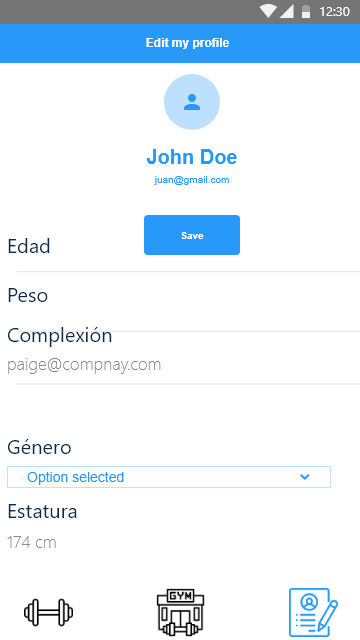 12:30
Edit my profile
John Doe
juan@gmail.com
Save
Edad
Peso
Complexión
paige@compnay.com
Género
Option selected
Estatura
174 cm
GYM